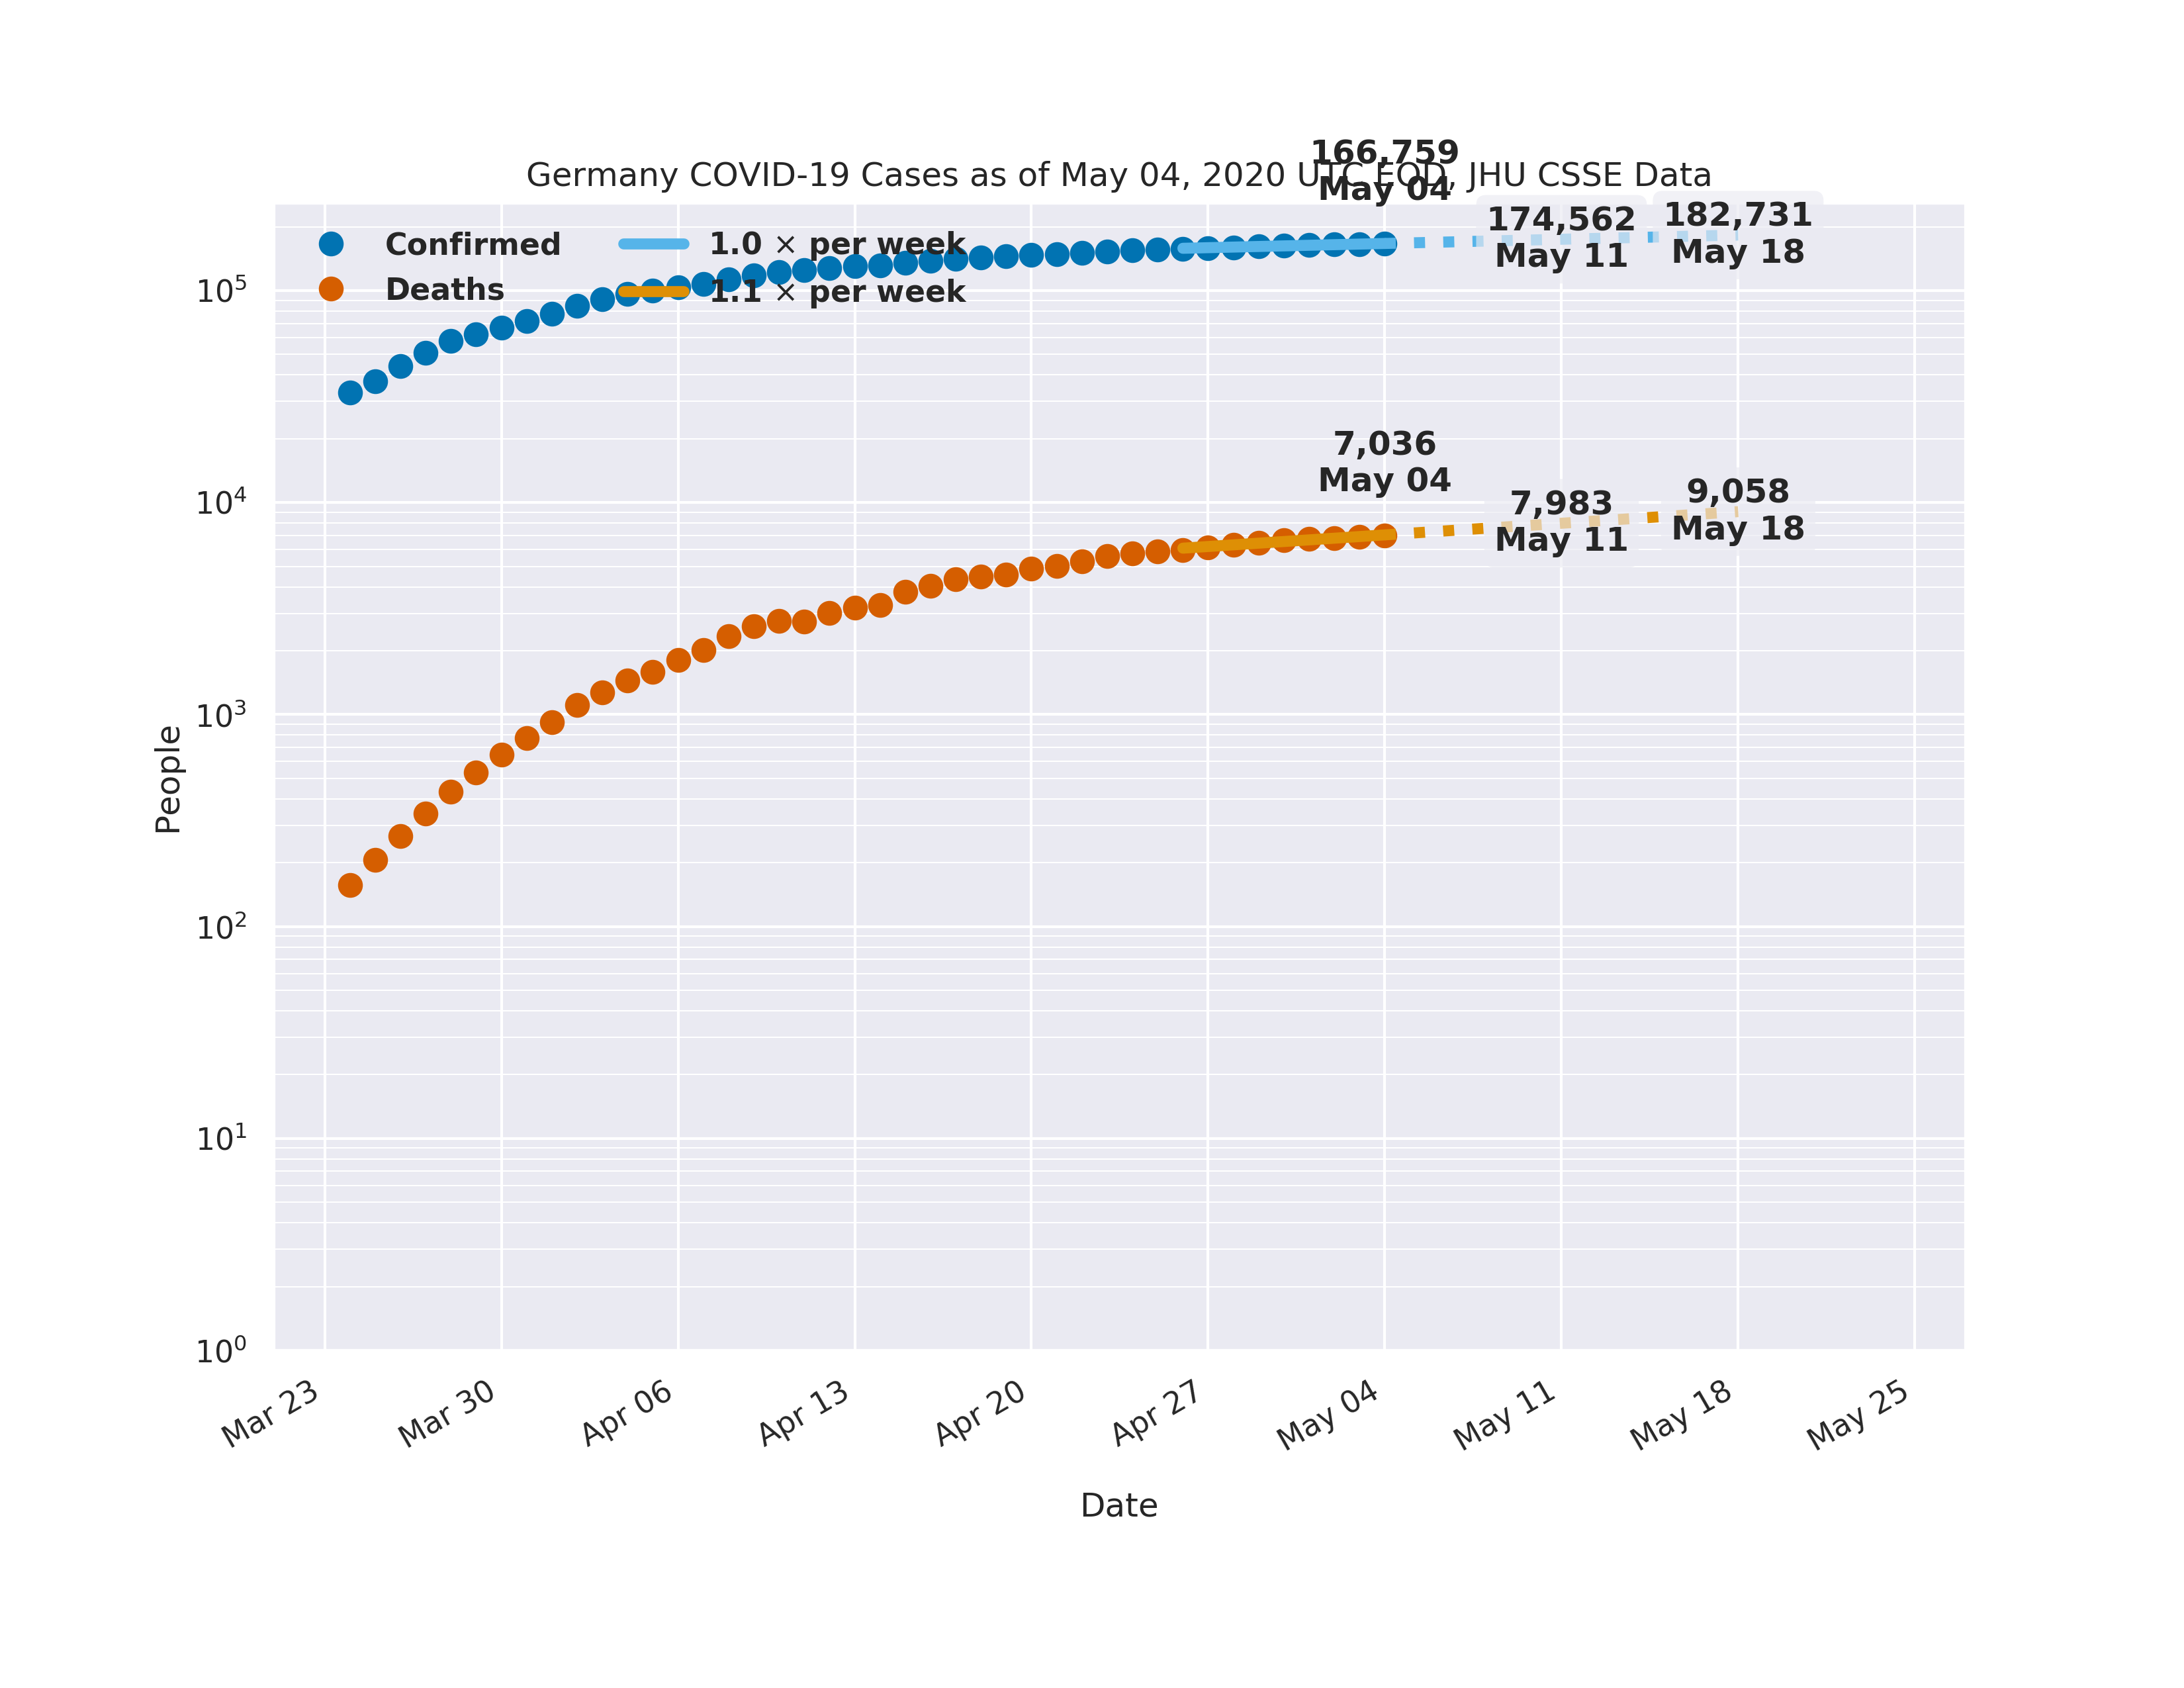 166,759
May 04
Germany COVID-19 Cases as of May 04, 2020 UTC EOD, JHU CSSE Data
174,562
May 11
182,731
May 18
Confirmed
Deaths
1.0 × per week
1.1 × per week
7,036
May 04
7,983
May 11
9,058
May 18
People
10⁵
10⁴
10³
10²
10¹
10⁰
Mar 23
Mar 30
Apr 06
Apr 13
Apr 20
Apr 27
May 04
May 11
May 18
May 25
Date